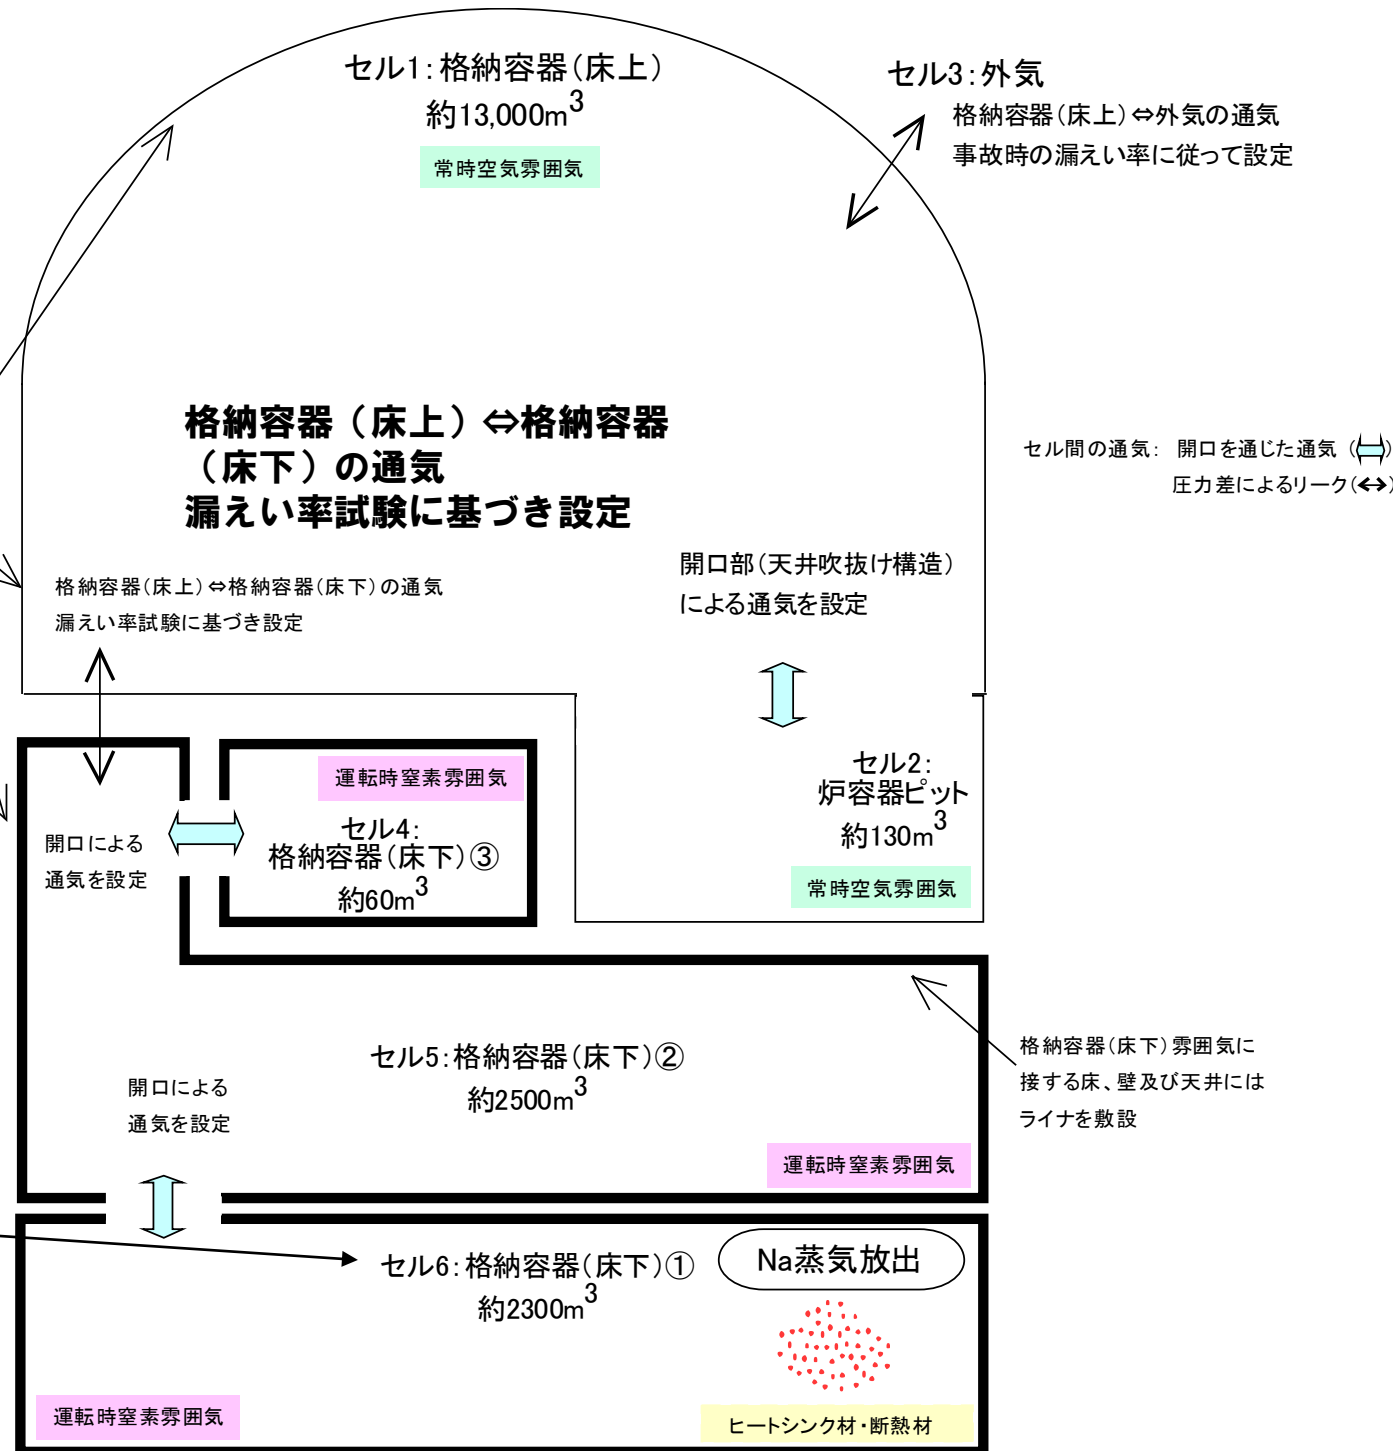 セル1：格納容器（床上）
約13,000m3
常時空気雰囲気
セル3：外気
格納容器（床上）⇔外気の通気
事故時の漏えい率に従って設定
格納容器（床上）⇔格納容器
（床下）の通気
漏えい率試験に基づき設定
セル間の通気： 開口を通じた通気（⇔）
圧力差によるリーク（↔）
格納容器（床上）⇔格納容器（床下）の通気
漏えい率試験に基づき設定
開口部（天井吹抜け構造）
による通気を設定
運転時窒素雰囲気
セル4：
格納容器（床下）③
約60m3
開口による
通気を設定
セル2：
炉容器ピット
約130m3
常時空気雰囲気
セル5：格納容器（床下）②
約2500m3
開口による
通気を設定
運転時窒素雰囲気
格納容器（床下）雰囲気に
接する床、壁及び天井には
ライナを敷設
セル6：格納容器（床下）①
約2300m3
Na蒸気放出
運転時窒素雰囲気
ヒートシンク材・断熱材